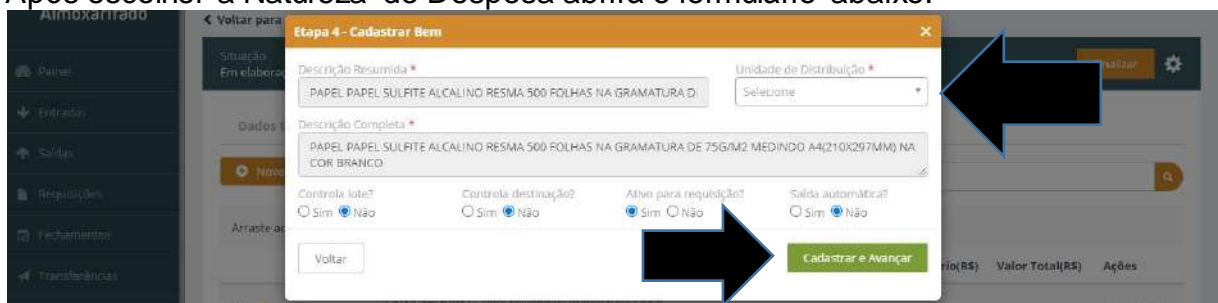 Após escolher a Natureza de Despesa abrirá o formulário abaixo:
Almoxarifado
Voltar para
Etapa 4 - Cadastrar Bem
×
Situação
Em elaboraç
Descrição Resumida *
Unidade de Distribuição *
PAPEL PAPEL SULFITE ALCALINO RESMA 500 FOLHAS NA GRAMATURA D
Selecione
Painel
Entradas
Saídas
Requisições
Fechamentos
Transferências
Dados
Descrição Completa *
PAPEL PAPEL SULFITE ALCALINO RESMA 500 FOLHAS NA GRAMATURA DE 75G/M2 MEDINDO A4(210X297MM) NA
COR BRANCO
Novo
Controla lote?
Controla destinação?
Ativo para requisição?
Saída automática?
Sim Não
Sim Não
Sim Não
Sim Não
Arraste
Voltar
Cadastrar e Avançar
rio(R$) Valor Total(R$) Ações